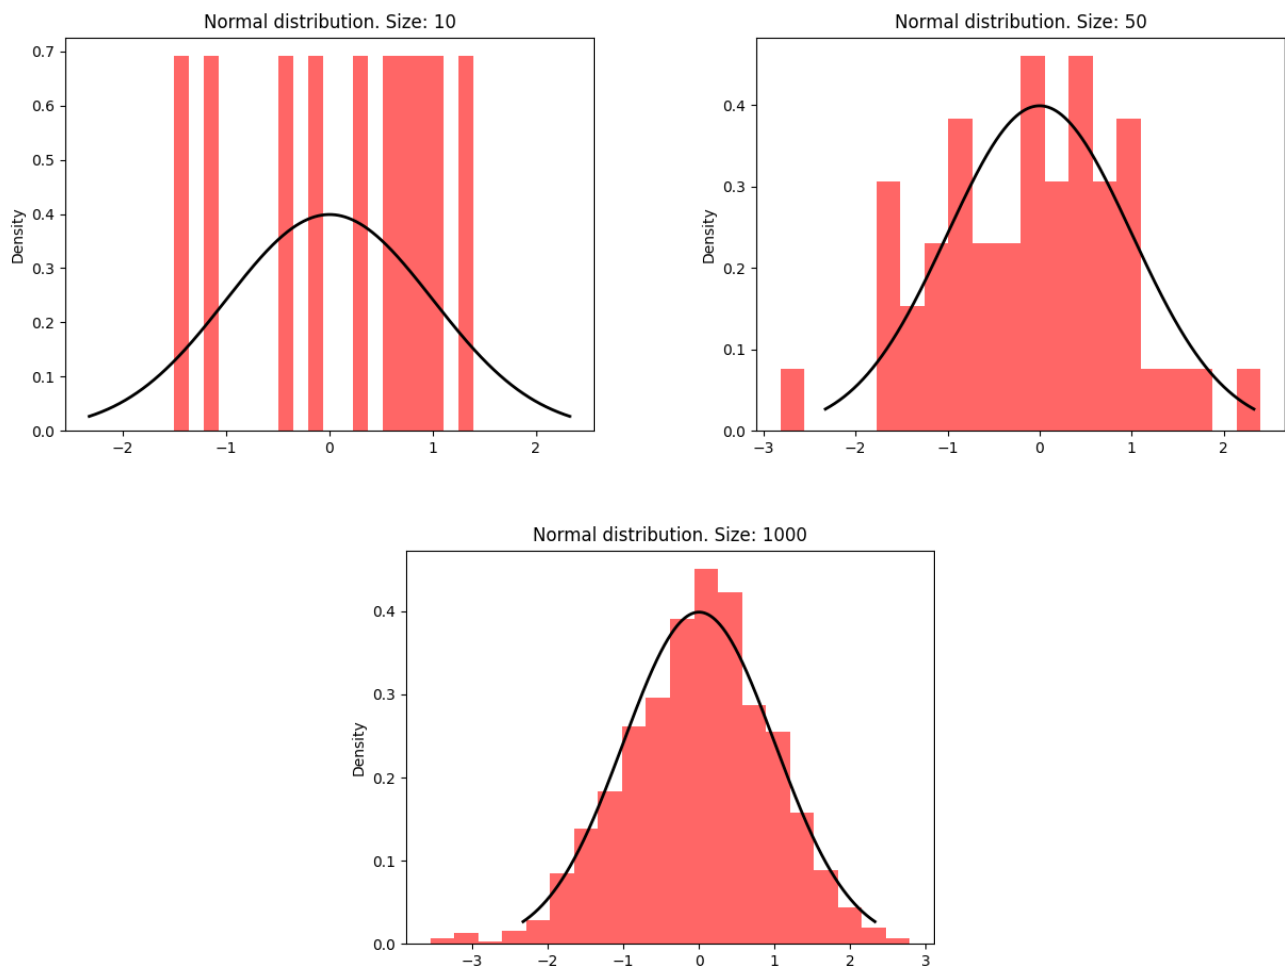 Normal distribution. Size: 10
0.7
0.6
0.5
0.4
0.3
0.2
0.1
0.0
Density
−2 −1 0 1 2
Normal distribution. Size: 50
0.4
0.3
0.2
0.1
0.0
Density
−3 −2 −1 0 1 2
Normal distribution. Size: 1000
0.4
0.3
0.2
0.1
0.0
Density
−3 −2 −1 0 1 2 3